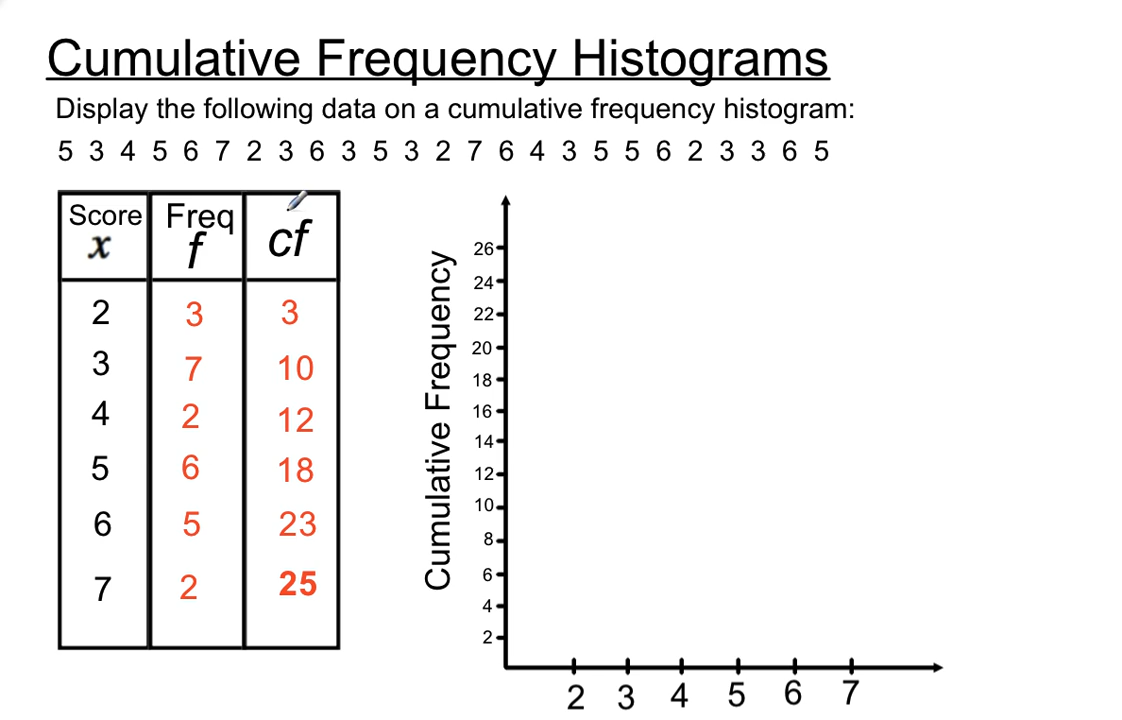 Cumulative Frequency Histograms
Display the following data on a cumulative frequency histogram:
5 3 4 5 6 7 2 3 6 3 5 3 2 7 6 4 3 5 5 6 2 3 3 6 5
Score Freq cf
x f
2 3 3
3 7 10
4 2 12
5 6 18
6 5 23
7 2 25
Cumulative Frequency
26
24
22
20
18
16
14
12
10
8
6
4
2
2 3 4 5 6 7